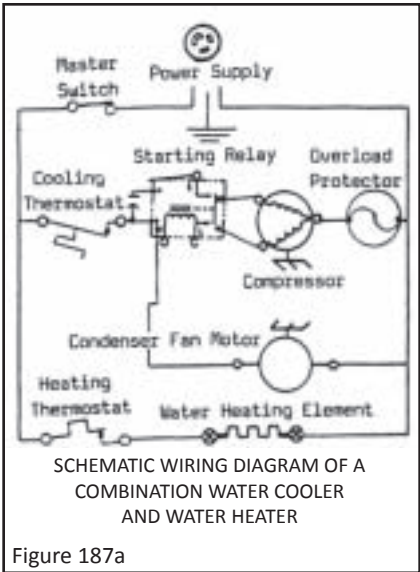 Master
Switch
Power Supply
Starting Relay
Overload
Protector
Cooling
Thermostat
Compressor
Condenser Fan Motor
Heating
Thermostat
Water Heating Element
SCHEMATIC WIRING DIAGRAM OF A
COMBINATION WATER COOLER
AND WATER HEATER
Figure 187a